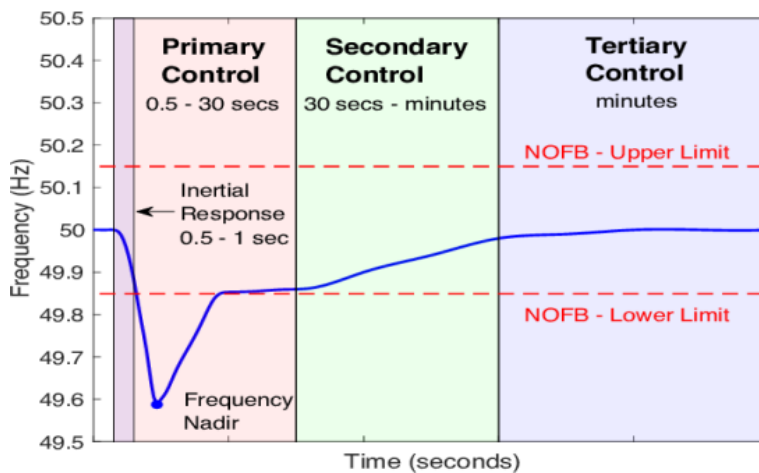 50.5
50.4
50.3
50.2
50.1
50
49.9
49.8
49.7
49.6
49.5
Frequency (Hz)
Primary
Control
0.5 - 30 secs
Secondary
Control
30 secs - minutes
Tertiary
Control
minutes
NOFB - Upper Limit
Inertial
Response
0.5 - 1 sec
NOFB - Lower Limit
Frequency
Nadir
Time (seconds)